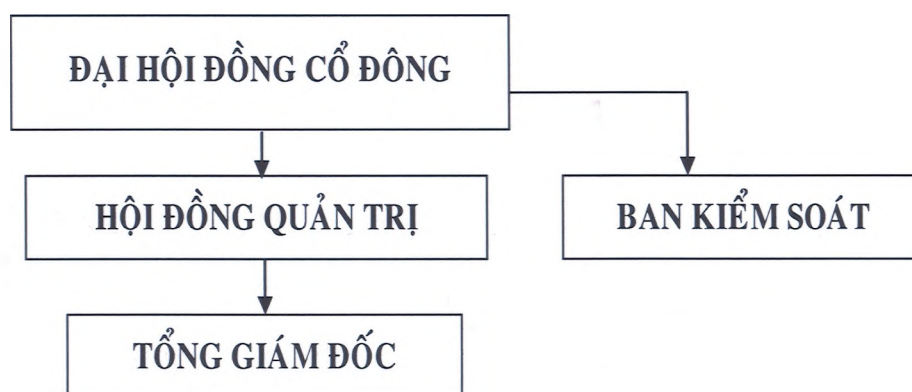 ĐẠI HỘI ĐỒNG CỔ ĐÔNG
HỘI ĐỒNG QUẢN TRỊ
BAN KIỂM SOÁT
TỔNG GIÁM ĐỐC